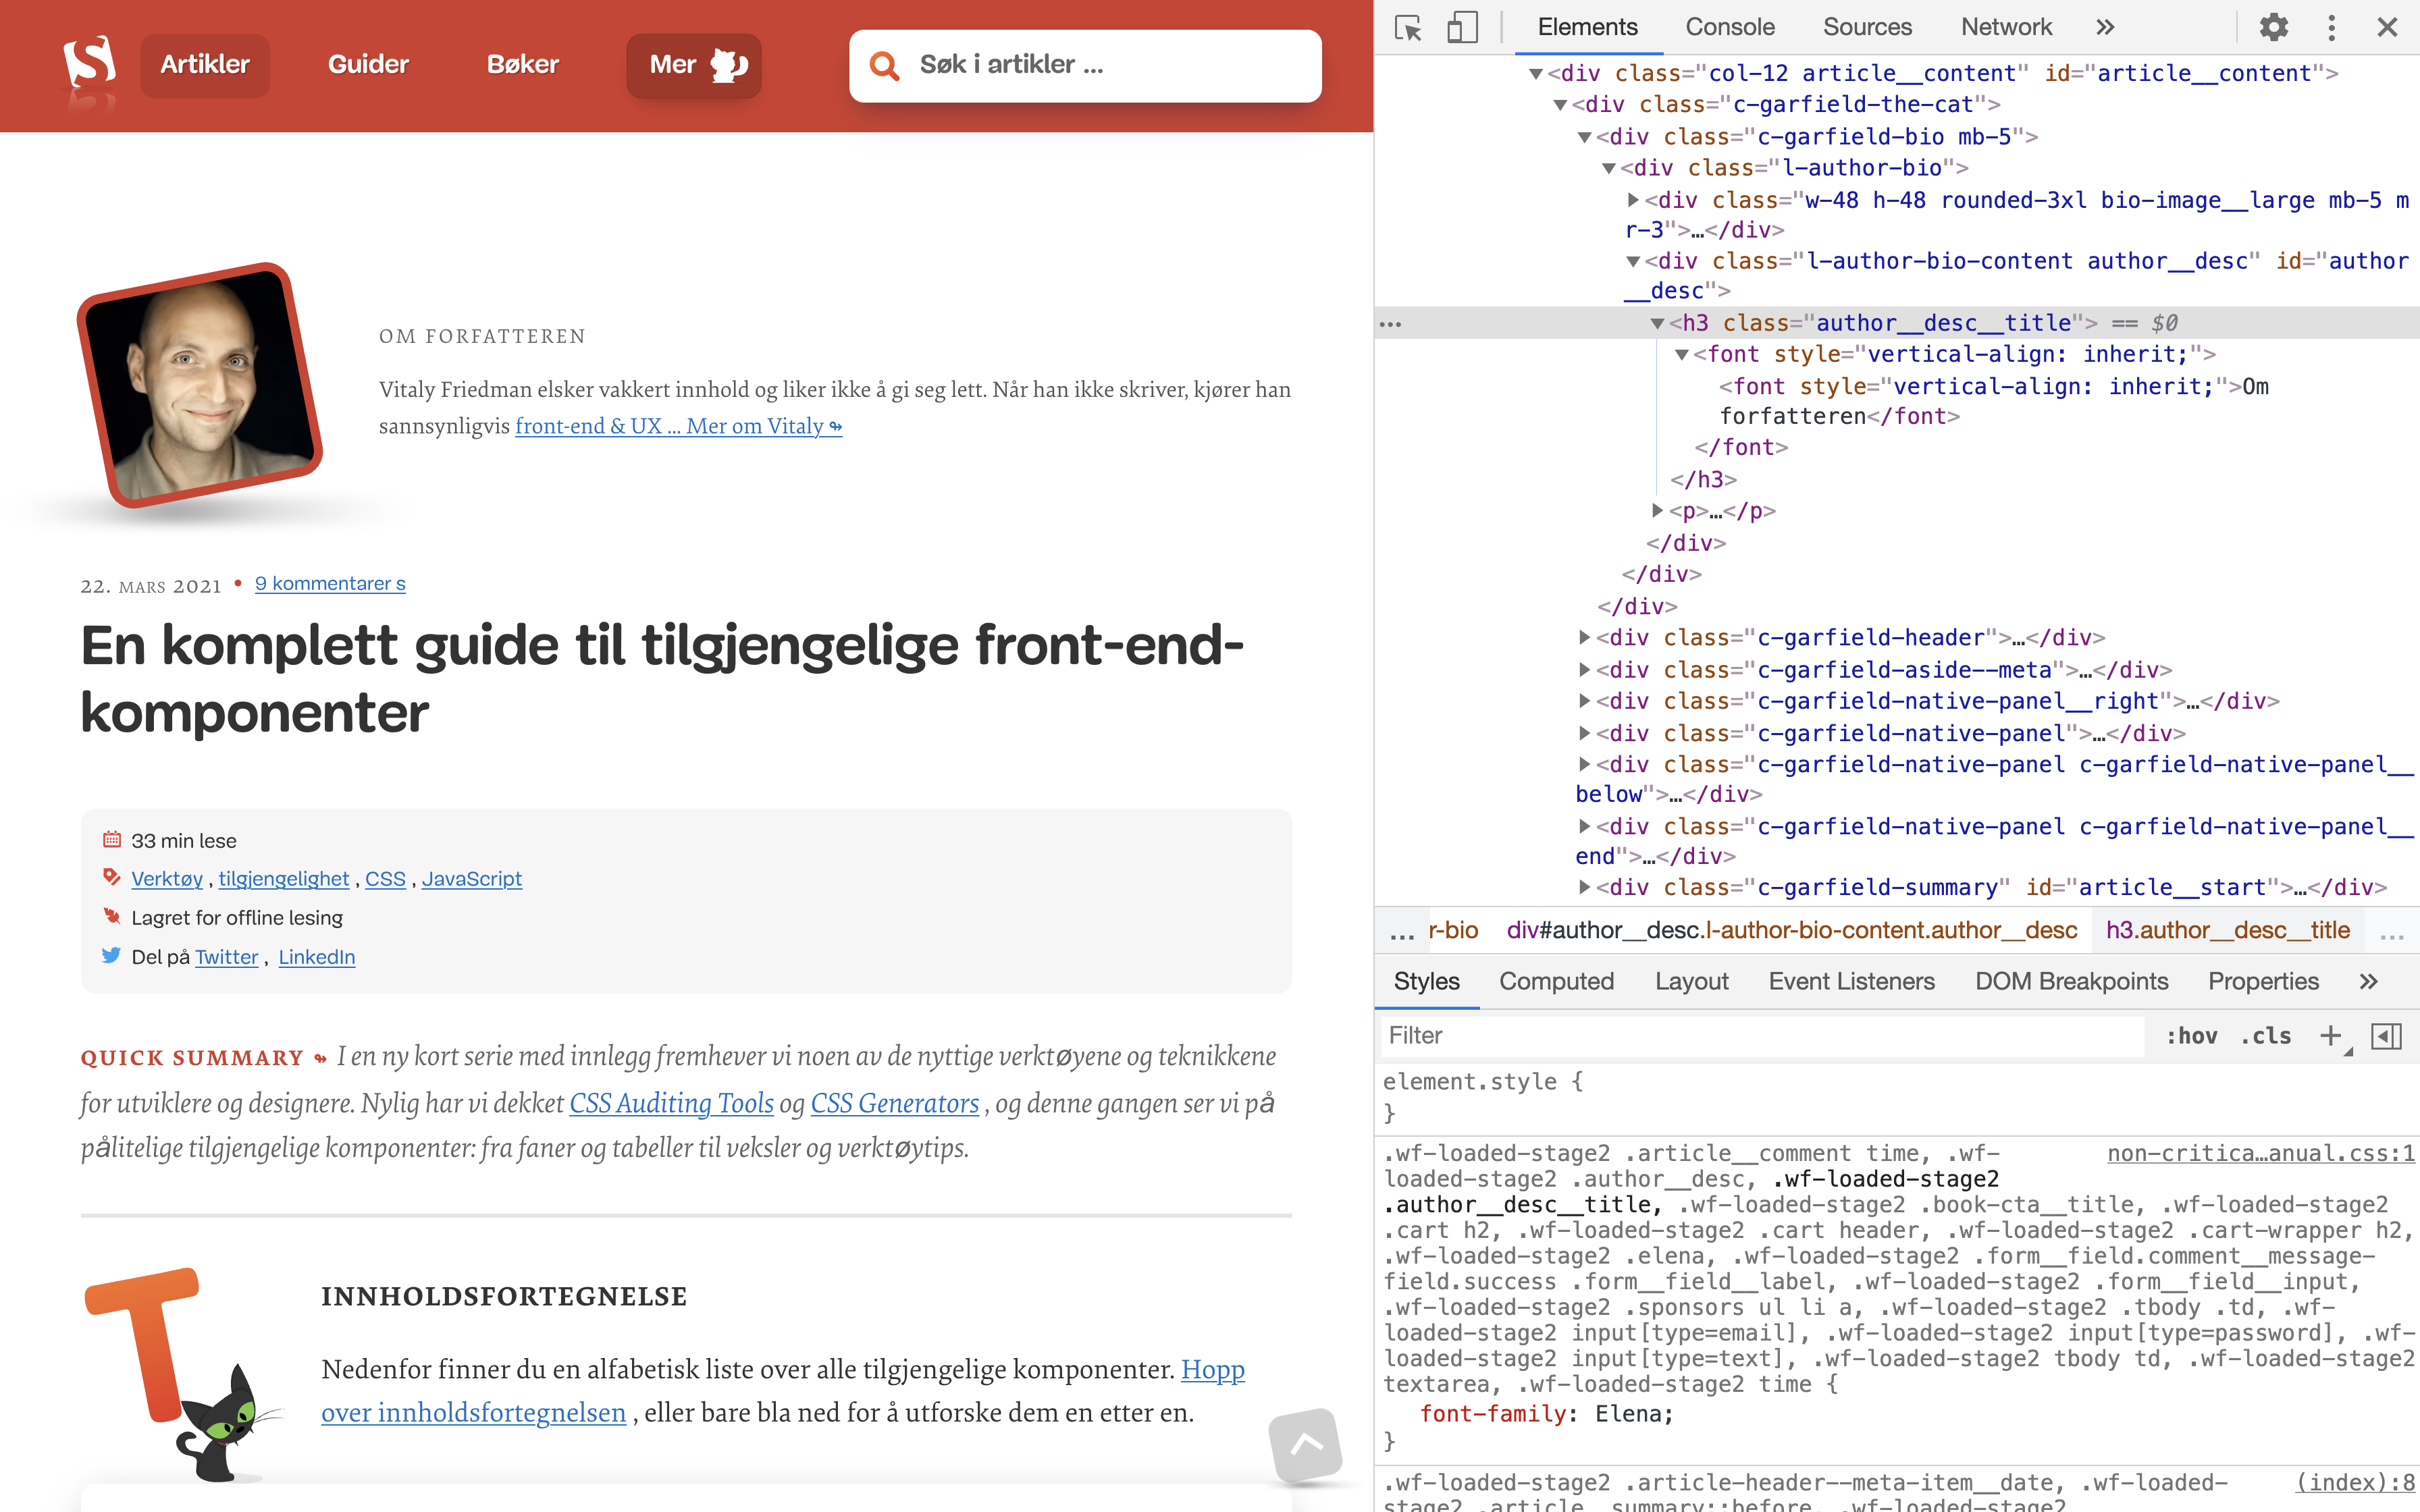 Artikler
Guider
Bøker
Mer
Søk i artikler ...
OM FORFATTEREN
Vitaly Friedman elsker vakkert innhold og liker ikke å gi seg lett. Når han ikke skriver, kjører han
sannsynligvis front-end & UX ... Mer om Vitaly ↬
22. MARS 2021 • 9 kommentarer s
En komplett guide til tilgjengelige front-end-
komponenter
33 min lese
Verktøy , tilgjengelighet , CSS , JavaScript
Lagret for offline lesing
Del på Twitter , LinkedIn
QUICK SUMMARY ↬ I en ny kort serie med innlegg fremhever vi noen av de nyttige verktøyene og teknikkene
for utviklere og designere. Nylig har vi dekket CSS Auditing Tools og CSS Generators , og denne gangen ser vi på
pålitelige tilgjengelige komponenter: fra faner og tabeller til veksler og verktøytips.
INNHOLDSFORTEGNELSE
Nedenfor finner du en alfabetisk liste over alle tilgjengelige komponenter. Hopp
over innholdsfortegnelsen , eller bare bla ned for å utforske dem en etter en.
Elements
Console
Sources
Network
»
▼<div class="col-12 article__content" id="article__content">
▼<div class="c-garfield-the-cat">
▼<div class="c-garfield-bio mb-5">
▼<div class="l-author-bio">
▶<div class="w-48 h-48 rounded-3xl bio-image__large mb-5 m
r-3">…</div>
▼<div class="l-author-bio-content author__desc" id="author
__desc">
… ▼<h3 class="author__desc__title"> == $0
▼<font style="vertical-align: inherit;">
<font style="vertical-align: inherit;">Om
forfatteren</font>
</font>
</h3>
▶<p>…</p>
</div>
</div>
</div>
▶<div class="c-garfield-header">…</div>
▶<div class="c-garfield-aside--meta">…</div>
▶<div class="c-garfield-native-panel__right">…</div>
▶<div class="c-garfield-native-panel">…</div>
▶<div class="c-garfield-native-panel c-garfield-native-panel__
below">…</div>
▶<div class="c-garfield-native-panel c-garfield-native-panel__
end">…</div>
▶<div class="c-garfield-summary" id="article__start">…</div>
… r-bio div#author__desc.l-author-bio-content.author__desc h3.author__desc__title …
Styles
Computed
Layout
Event Listeners
DOM Breakpoints
Properties
»
Filter
:hov .cls +
element.style {
}
.wf-loaded-stage2 .article__comment time, .wf- non-critica…anual.css:1
loaded-stage2 .author__desc, .wf-loaded-stage2
.author__desc__title, .wf-loaded-stage2 .book-cta__title, .wf-loaded-stage2
.cart h2, .wf-loaded-stage2 .cart header, .wf-loaded-stage2 .cart-wrapper h2,
.wf-loaded-stage2 .elena, .wf-loaded-stage2 .form__field.comment__message-
field.success .form__field__label, .wf-loaded-stage2 .form__field__input,
.wf-loaded-stage2 .sponsors ul li a, .wf-loaded-stage2 .tbody .td, .wf-
loaded-stage2 input[type=email], .wf-loaded-stage2 input[type=password], .wf-
loaded-stage2 input[type=text], .wf-loaded-stage2 tbody td, .wf-loaded-stage2
textarea, .wf-loaded-stage2 time {
font-family: Elena;
}
.wf-loaded-stage2 .article-header--meta-item__date, .wf-loaded- (index):8
stage2 .article__summary::before, .wf-loaded-stage2